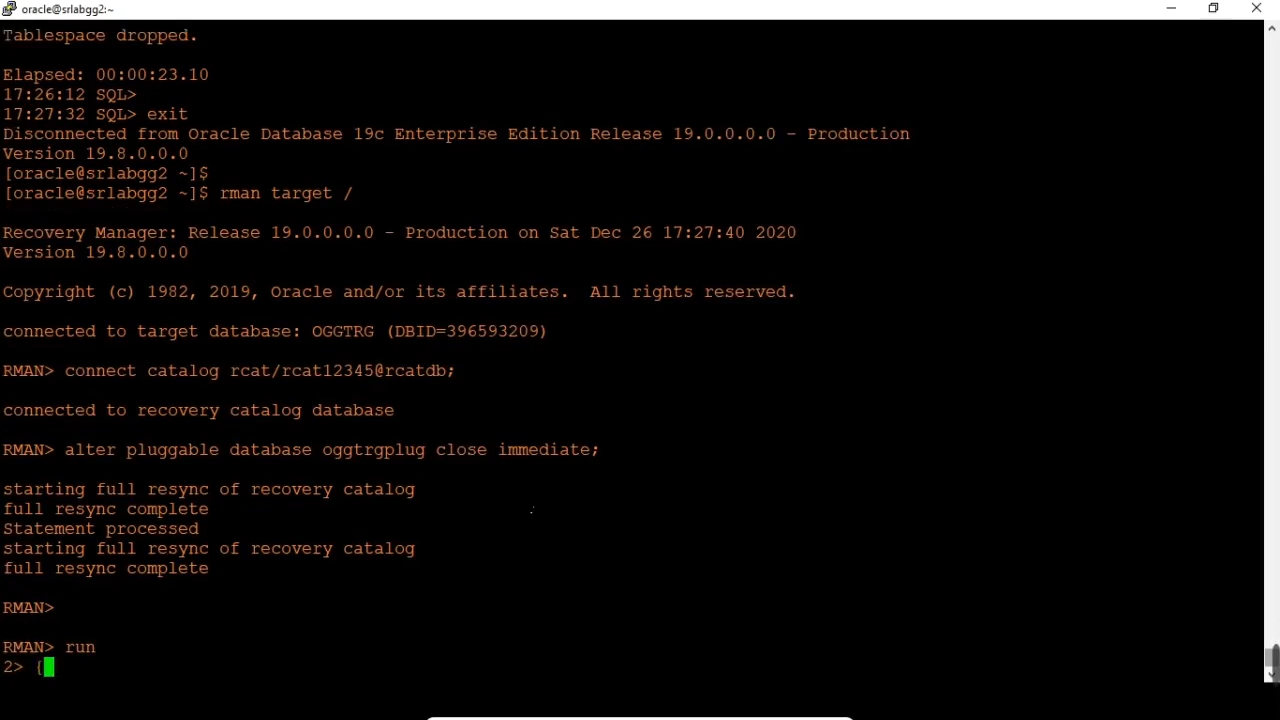 oracle@srlabgg2:~
Tablespace dropped.
Elapsed: 00:00:23.10
17:26:12 SQL>
17:27:32 SQL> exit
Disconnected from Oracle Database 19c Enterprise Edition Release 19.0.0.0.0 - Production
Version 19.8.0.0.0
[oracle@srlabgg2 ~]$
[oracle@srlabgg2 ~]$ rman target /
Recovery Manager: Release 19.0.0.0.0 - Production on Sat Dec 26 17:27:40 2020
Version 19.8.0.0.0
Copyright (c) 1982, 2019, Oracle and/or its affiliates.  All rights reserved.
connected to target database: OGGTRG (DBID=396593209)
RMAN> connect catalog rcat/rcat12345@rcatdb;
connected to recovery catalog database
RMAN> alter pluggable database oggtrgplug close immediate;
starting full resync of recovery catalog
full resync complete
Statement processed
starting full resync of recovery catalog
full resync complete
RMAN>
RMAN> run
2> {